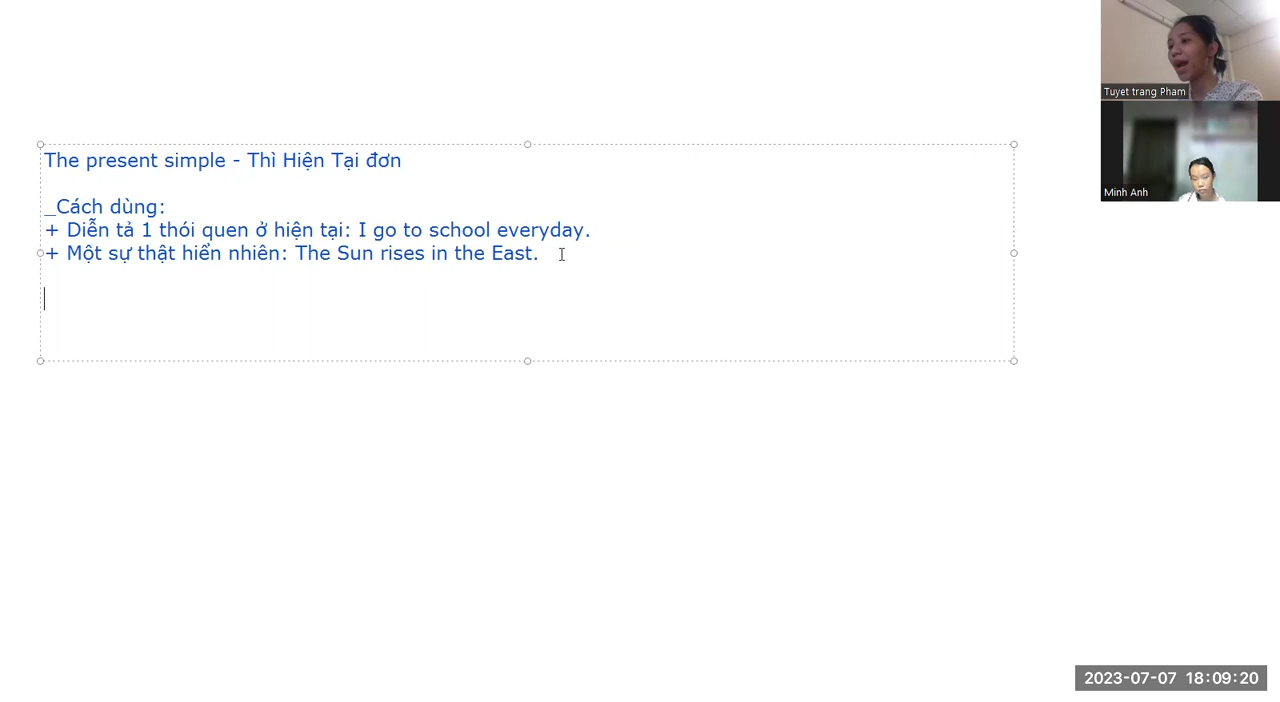 The present simple - Thì Hiện Tại đơn
_Cách dùng:
+ Diễn tả 1 thói quen ở hiện tại: I go to school everyday.
+ Một sự thật hiển nhiên: The Sun rises in the East.
Tuyet trang Pham
Minh Anh
2023-07-07 18:09:20